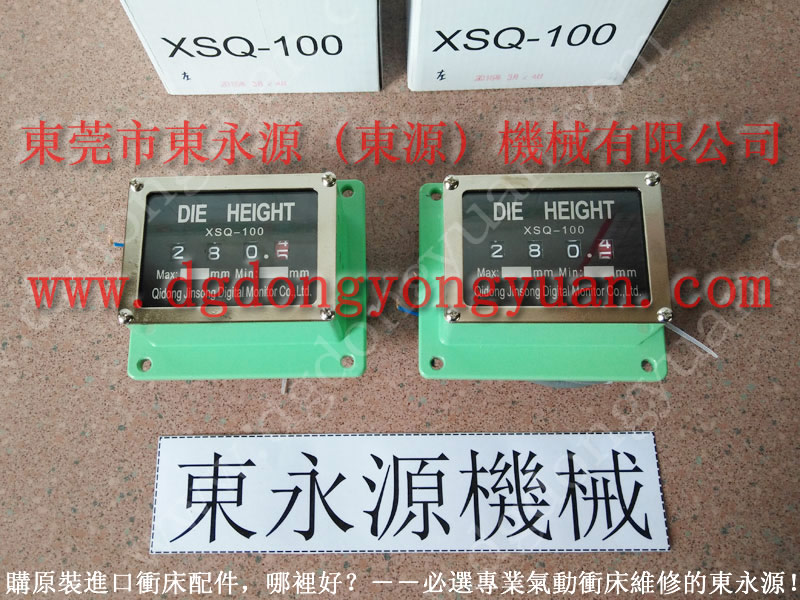 XSQ-100
左
XSQ-100
左
東莞市東永源（東源）機械有限公司
DIE HEIGHT
XSQ-100
2 8 0.
Max: mm Min: mm
Qidong Jinsong Digital Monitor Co.,Ltd.
DIE HEIGHT
XSQ-100
2 8 0.
Max: mm Min: mm
Qidong Jinsong Digital Monitor Co.,Ltd.
www.dgdongyongyuan.com
東永源機械
購原裝進口衝床配件，哪裡好？－－必選專業氣動衝床維修的東永源！